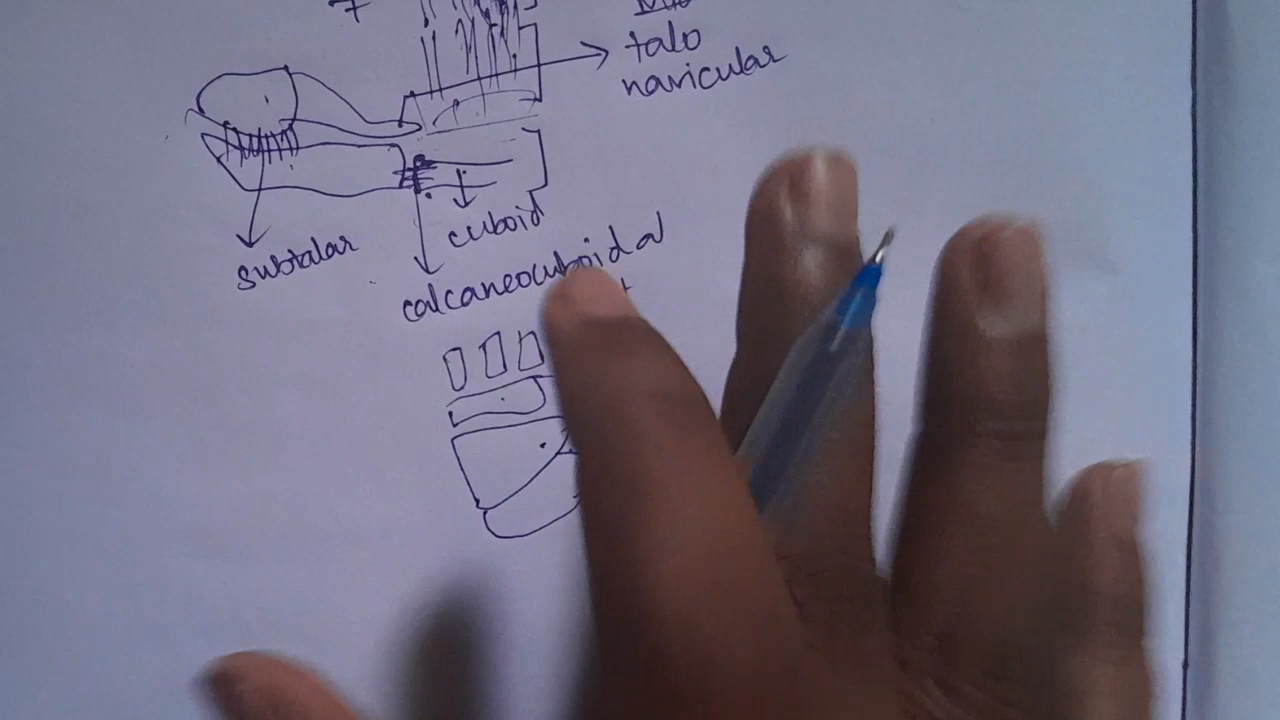 talo
navicular
cuboid
subtalar
calcaneocuboidal